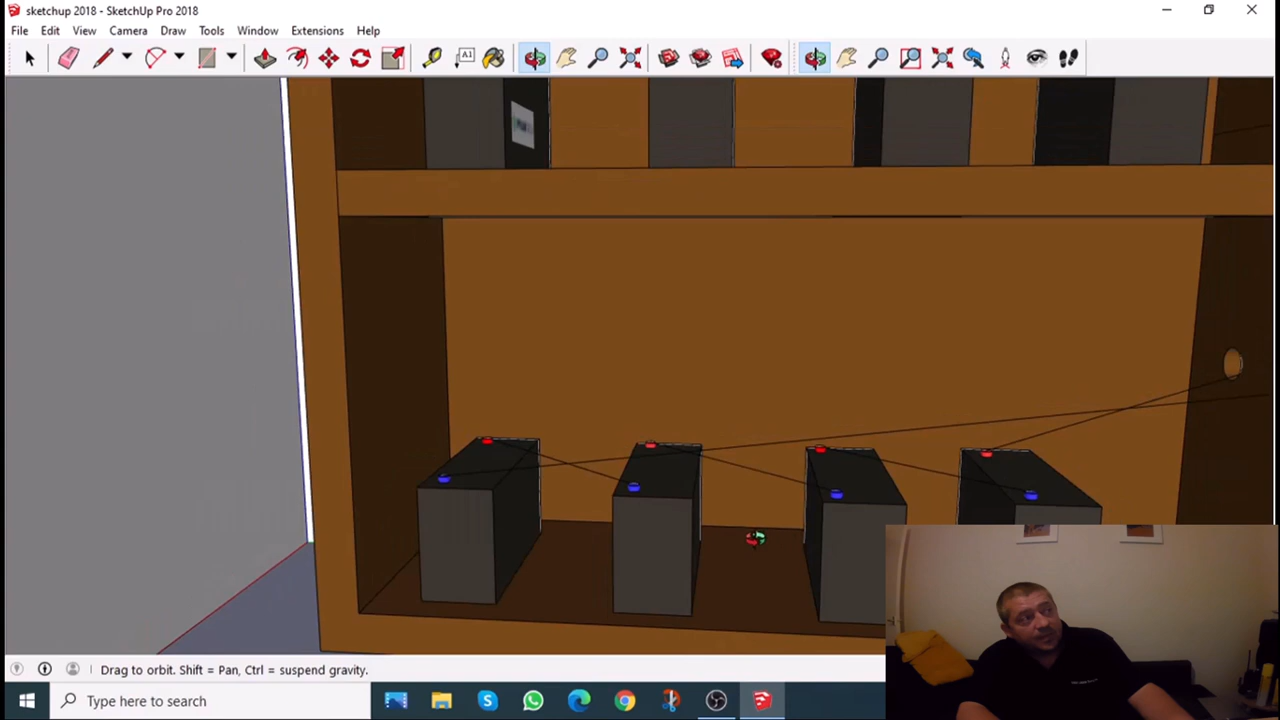 sketchup 2018 - SketchUp Pro 2018
File Edit View Camera Draw Tools Window Extensions Help
A1
Drag to orbit. Shift = Pan, Ctrl = suspend gravity.
Type here to search